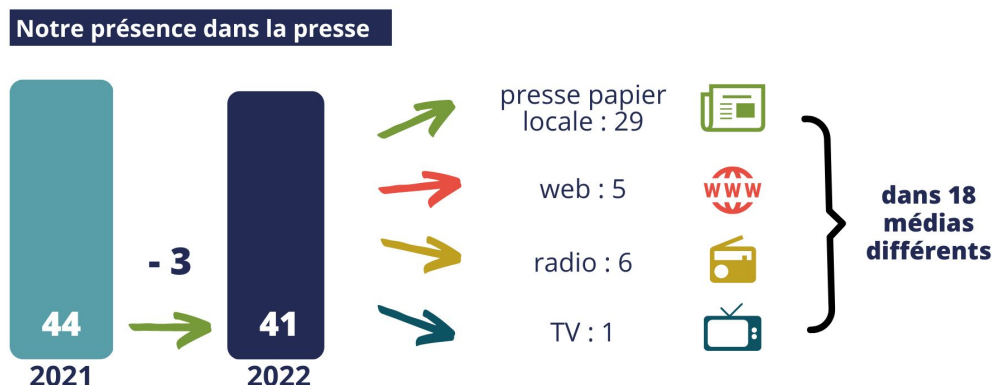 Notre présence dans la presse
44
2021
- 3
41
2022
presse papier
locale : 29
web : 5
WWW
radio : 6
TV : 1
dans 18
médias
différents